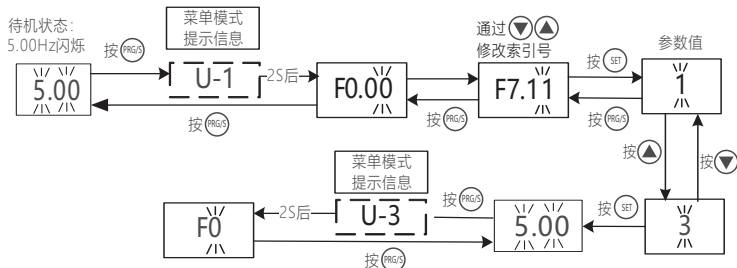 待机状态:
5.00Hz闪烁
菜单模式
提示信息
通过
修改索引号
参数值
按PRG/S
2S后
按SET
5.00
U-1
F0.00
F7.11
1
按PRG/S
按PRG/S
按PRG/S
按
按
菜单模式
提示信息
F0
2S后
U-3
按PRG/S
5.00
按SET
3
按PRG/S